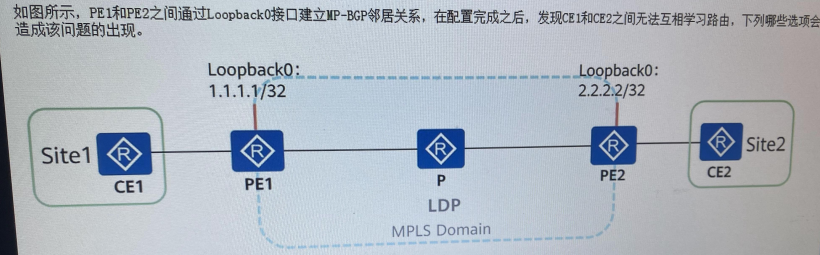 如图所示，PE1和PE2之间通过Loopback0接口建立MP-BGP邻居关系，在配置完成之后，发现CE1和CE2之间无法互相学习路由，下列哪些选项会
造成该问题的出现。
Loopback0:
1.1.1.1/32
Loopback0:
2.2.2.2/32
Site1
R
CE1
R
PE1
R
P
R
PE2
R
CE2
Site2
LDP
MPLS Domain